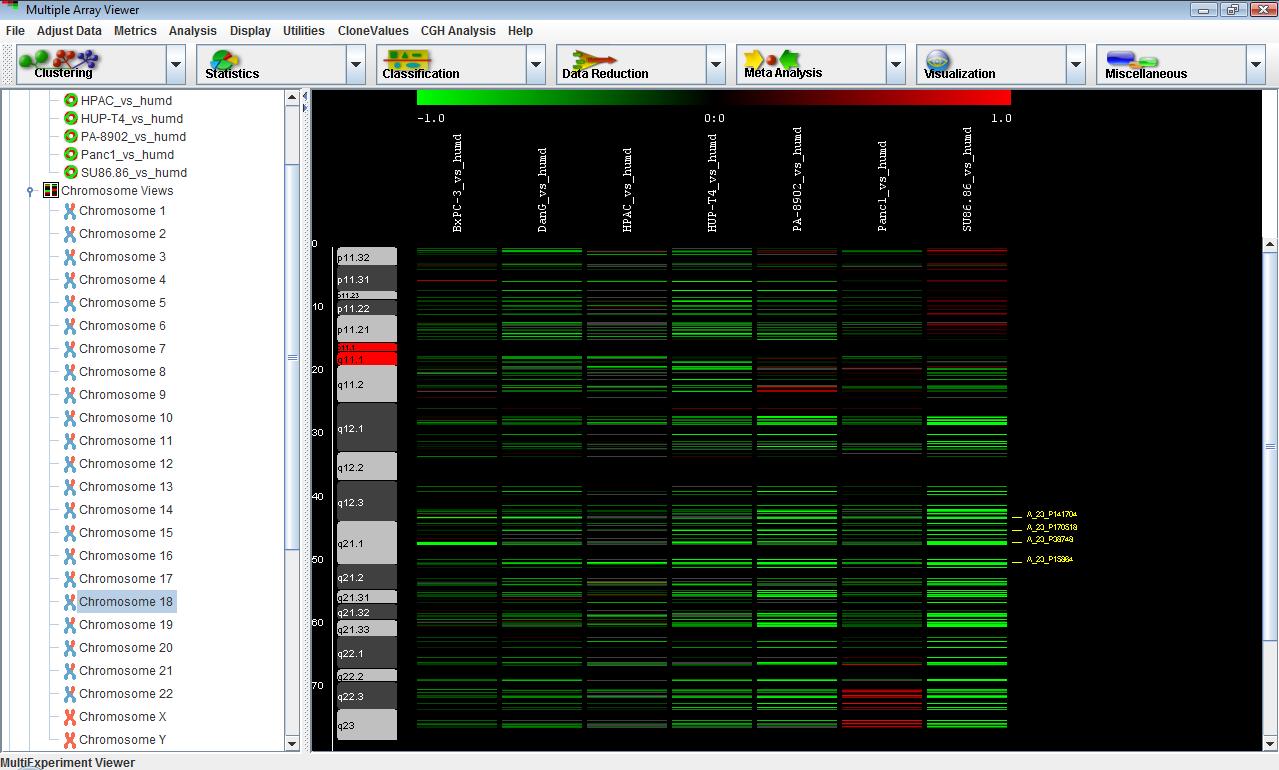 Multiple Array Viewer
File Adjust Data Metrics Analysis Display Utilities CloneValues CGH Analysis Help
Clustering Statistics Classification Data Reduction Meta Analysis Visualization Miscellaneous
HPAC_vs_humd
HUP-T4_vs_humd
PA-8902_vs_humd
Panc1_vs_humd
SU86.86_vs_humd
Chromosome Views
Chromosome 1
Chromosome 2
Chromosome 3
Chromosome 4
Chromosome 5
Chromosome 6
Chromosome 7
Chromosome 8
Chromosome 9
Chromosome 10
Chromosome 11
Chromosome 12
Chromosome 13
Chromosome 14
Chromosome 15
Chromosome 16
Chromosome 17
Chromosome 18
Chromosome 19
Chromosome 20
Chromosome 21
Chromosome 22
Chromosome X
Chromosome Y
-1.0 0:0 1.0
BxPC-3_vs_humd
DanG_vs_humd
HPAC_vs_humd
HUP-T4_vs_humd
PA-8902_vs_humd
Panc1_vs_humd
SU86.86_vs_humd
0
10
20
30
40
50
60
70
p11.32
p11.31
p11.23
p11.22
p11.21
p11.1
q11.1
q11.2
q12.1
q12.2
q12.3
q21.1
q21.2
q21.31
q21.32
q21.33
q22.1
q22.2
q22.3
q23
A_23_P141704
A_23_P170518
A_23_P38748
A_23_P15864
MultiExperiment Viewer